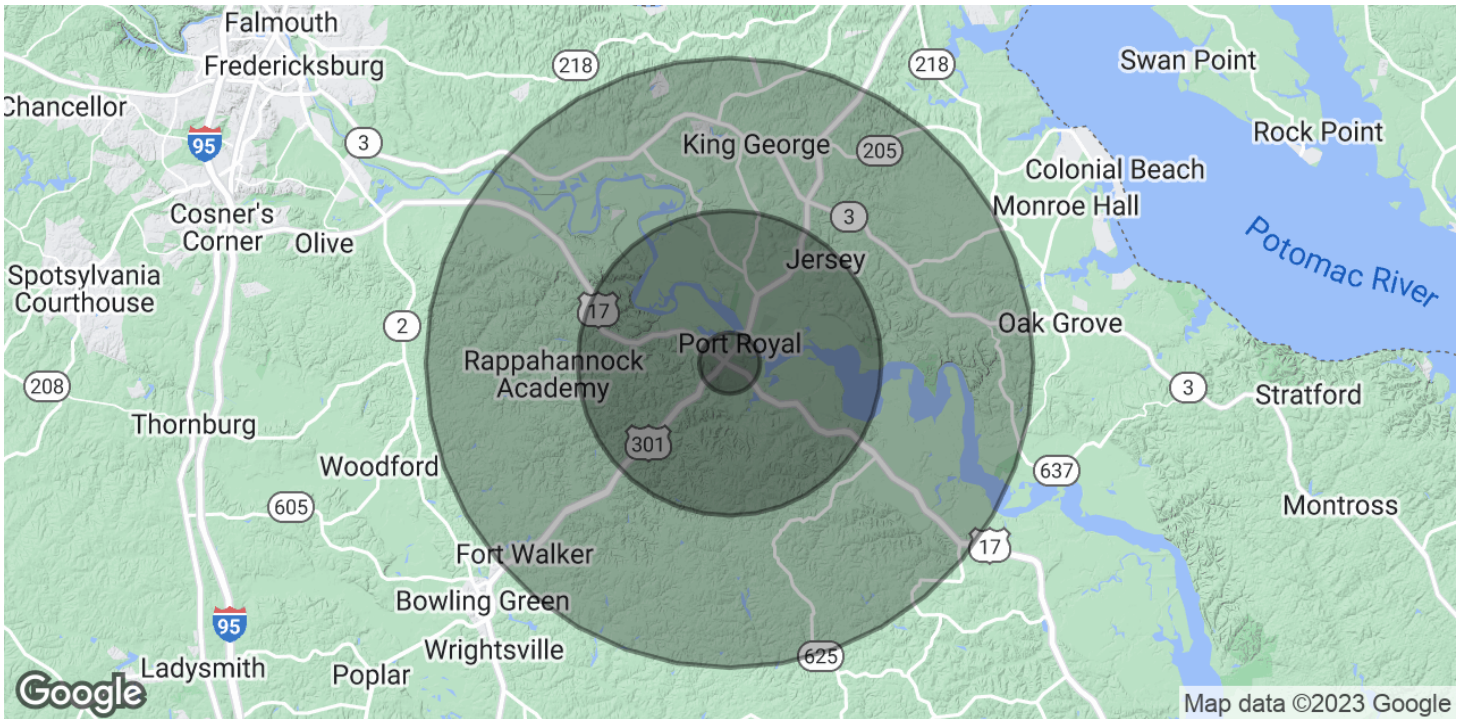 Falmouth
Fredericksburg
218
218
Swan Point
Chancellor
95
3
King George
205
Rock Point
Colonial Beach
Monroe Hall
Cosner's
Corner
Olive
3
Jersey
Potomac River
Spotsylvania
Courthouse
17
2
Oak Grove
Port Royal
Rappahannock
Academy
208
3
Stratford
Thornburg
301
Woodford
637
605
Montross
Fort Walker
17
Bowling Green
95
Wrightsville
625
Ladysmith
Poplar
Google
Map data ©2023 Google